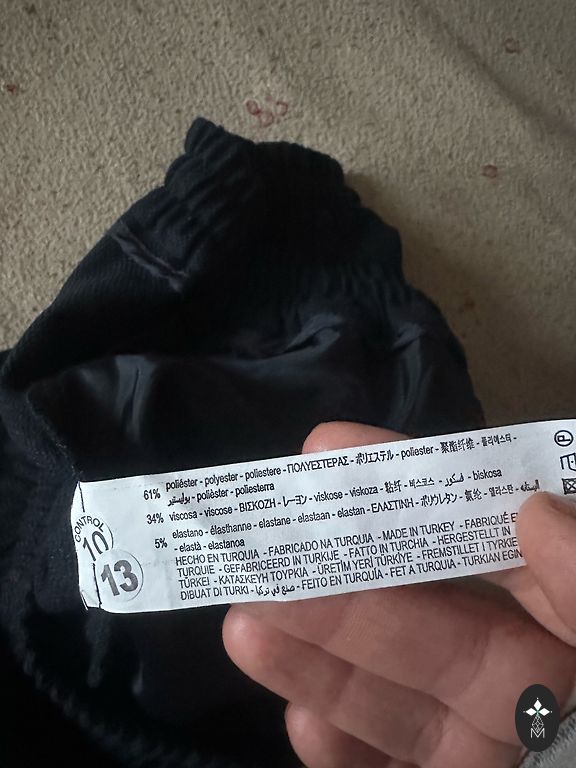 61% poliéster - polyester - poliestere - ΠΟΛΥΕΣΤΕΡΑΣ - ポリエステル - poliester - 聚酯纤维 - 폴리에스터 -
بوليستير - polièster - poliesterra
34% viscosa - viscose - ΒΙΣΚΟΖΗ - レーヨン - viskose - viskoza - 粘纤 - 비스코스 - فسكوز - biskosa
elastano - élasthanne - elastane - elastaan - elastan - ΕΛΑΣΤΙΝΗ - ポリウレタン - 氨纶 - 엘라스탄 -
5% - elastà - elastanoa
HECHO EN TURQUIA - FABRICADO NA TURQUIA - MADE IN TURKEY - FABRIQUÉ EN
TURQUIE - GEFABRICEERD IN TURKIJE - FATTO IN TURCHIA - HERGESTELLT IN
TÜRKEI - ΚΑΤΑΣΚΕΥΗ ΤΟΥΡΚΙΑ - ÜRETİM YERİ TÜRKİYE - FREMSTILLET I TYRKIE
DIBUAT DI TURKI - صنع في تركيا - FEITO EN TURQUÍA - FET A TURQUIA - TURKIAN EGIN
CONTROL
10
13
M